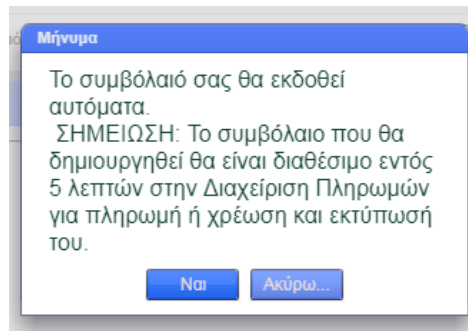 Μήνυμα
Το συμβόλαιό σας θα εκδοθεί
αυτόματα.
ΣΗΜΕΙΩΣΗ: Το συμβόλαιο που θα
δημιουργηθεί θα είναι διαθέσιμο εντός
5 λεπτών στην Διαχείριση Πληρωμών
για πληρωμή ή χρέωση και εκτύπωσή
του.
Ναι Ακύρω...